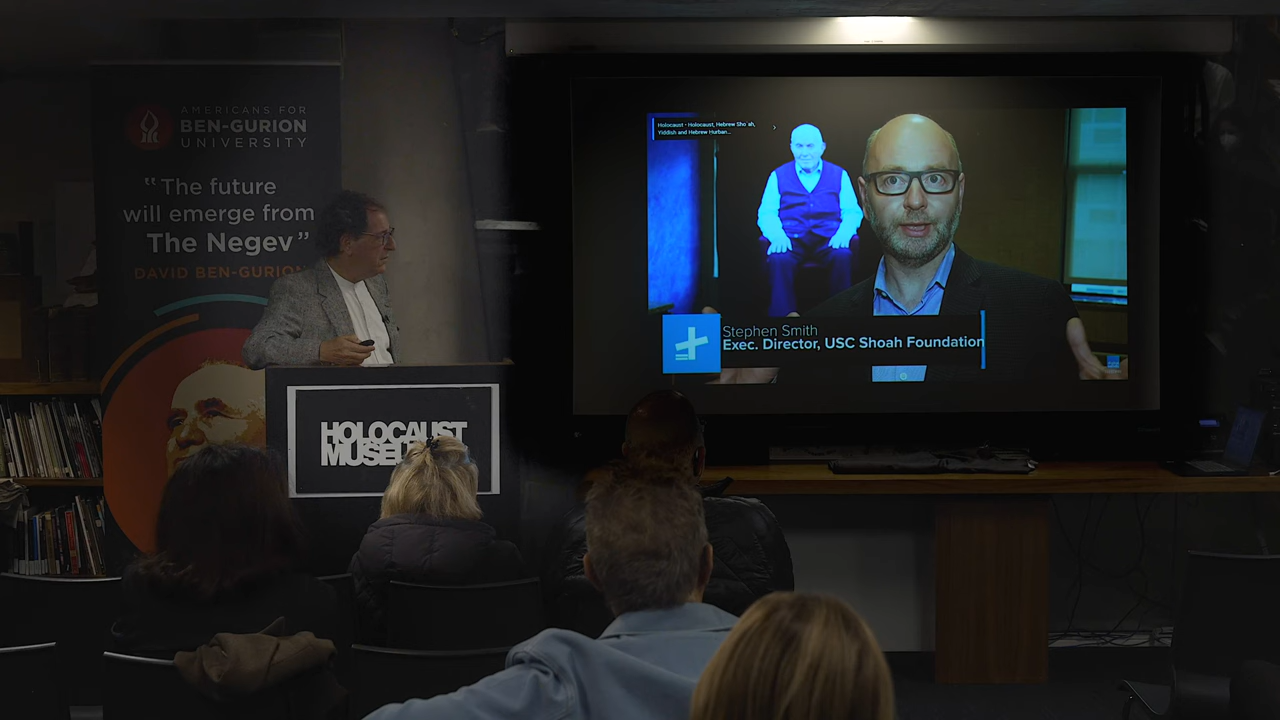 AMERICANS FOR
BEN-GURION
UNIVERSITY
"The future
will emerge from
The Negev"
DAVID BEN-GURION
HOLOCAUST
Holocaust - Holocaust, Hebrew Sho'ah,
Yiddish and Hebrew Hurban...
Stephen Smith
Exec. Director, USC Shoah Foundation